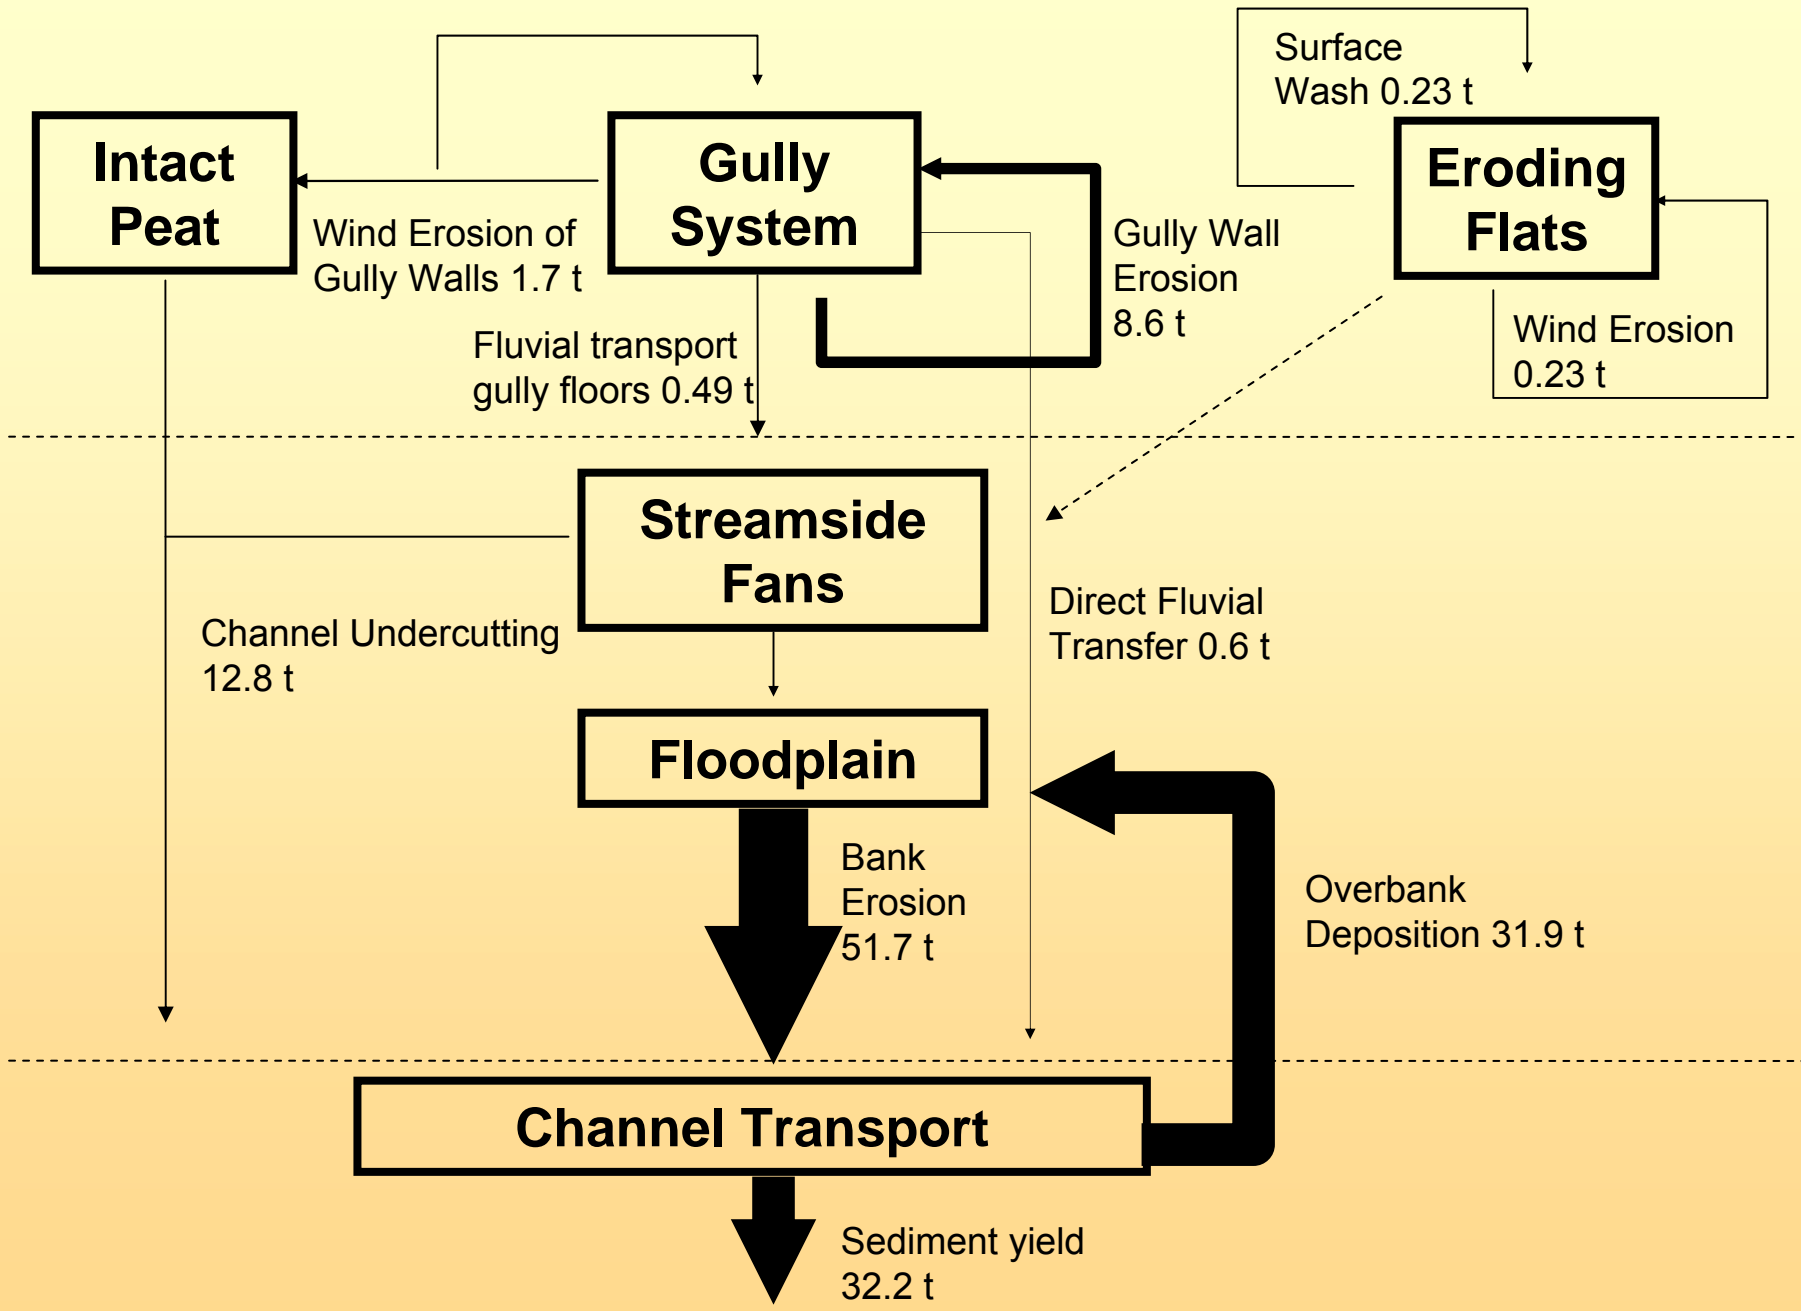 Surface
Wash 0.23 t
Intact
Peat
Gully
System
Eroding
Flats
Wind Erosion of
Gully Walls 1.7 t
Gully Wall
Erosion
8.6 t
Fluvial transport
gully floors 0.49 t
Wind Erosion
0.23 t
Streamside
Fans
Channel Undercutting
12.8 t
Direct Fluvial
Transfer 0.6 t
Floodplain
Bank
Erosion
51.7 t
Overbank
Deposition 31.9 t
Channel Transport
Sediment yield
32.2 t